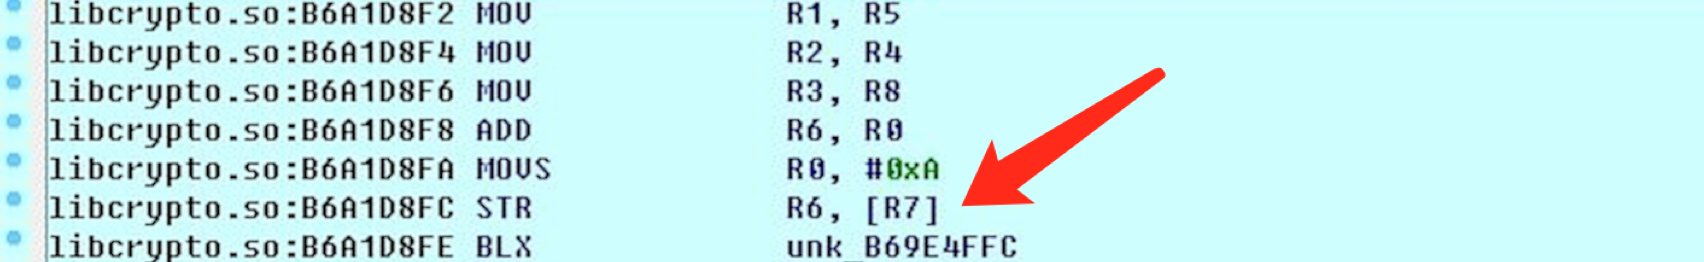 libcrypto.so:B6A1D8F2 MOV R1, R5
libcrypto.so:B6A1D8F4 MOV R2, R4
libcrypto.so:B6A1D8F6 MOV R3, R8
libcrypto.so:B6A1D8F8 ADD R6, R0
libcrypto.so:B6A1D8FA MOVS R0, #0xA
libcrypto.so:B6A1D8FC STR R6, [R7]
libcrypto.so:B6A1D8FE BLX unk_B69E4FFC